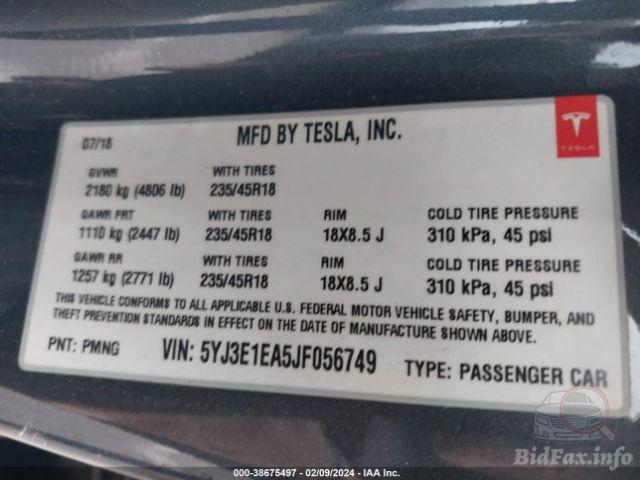 07/18
MFD BY TESLA, INC.
TESLA
GVWR WITH TIRES
2180 kg (4806 lb) 235/45R18
GAWR FRT WITH TIRES RIM COLD TIRE PRESSURE
1110 kg (2447 lb) 235/45R18 18X8.5 J 310 kPa, 45 psi
GAWR RR WITH TIRES RIM COLD TIRE PRESSURE
1257 kg (2771 lb) 235/45R18 18X8.5 J 310 kPa, 45 psi
THIS VEHICLE CONFORMS TO ALL APPLICABLE U.S. FEDERAL MOTOR VEHICLE SAFETY, BUMPER, AND
THEFT PREVENTION STANDARDS IN EFFECT ON THE DATE OF MANUFACTURE SHOWN ABOVE.
PNT: PMNG VIN: 5YJ3E1EA5JF056749 TYPE: PASSENGER CAR
BidFax.info
000-38675497 - 02/09/2024 - IAA Inc.